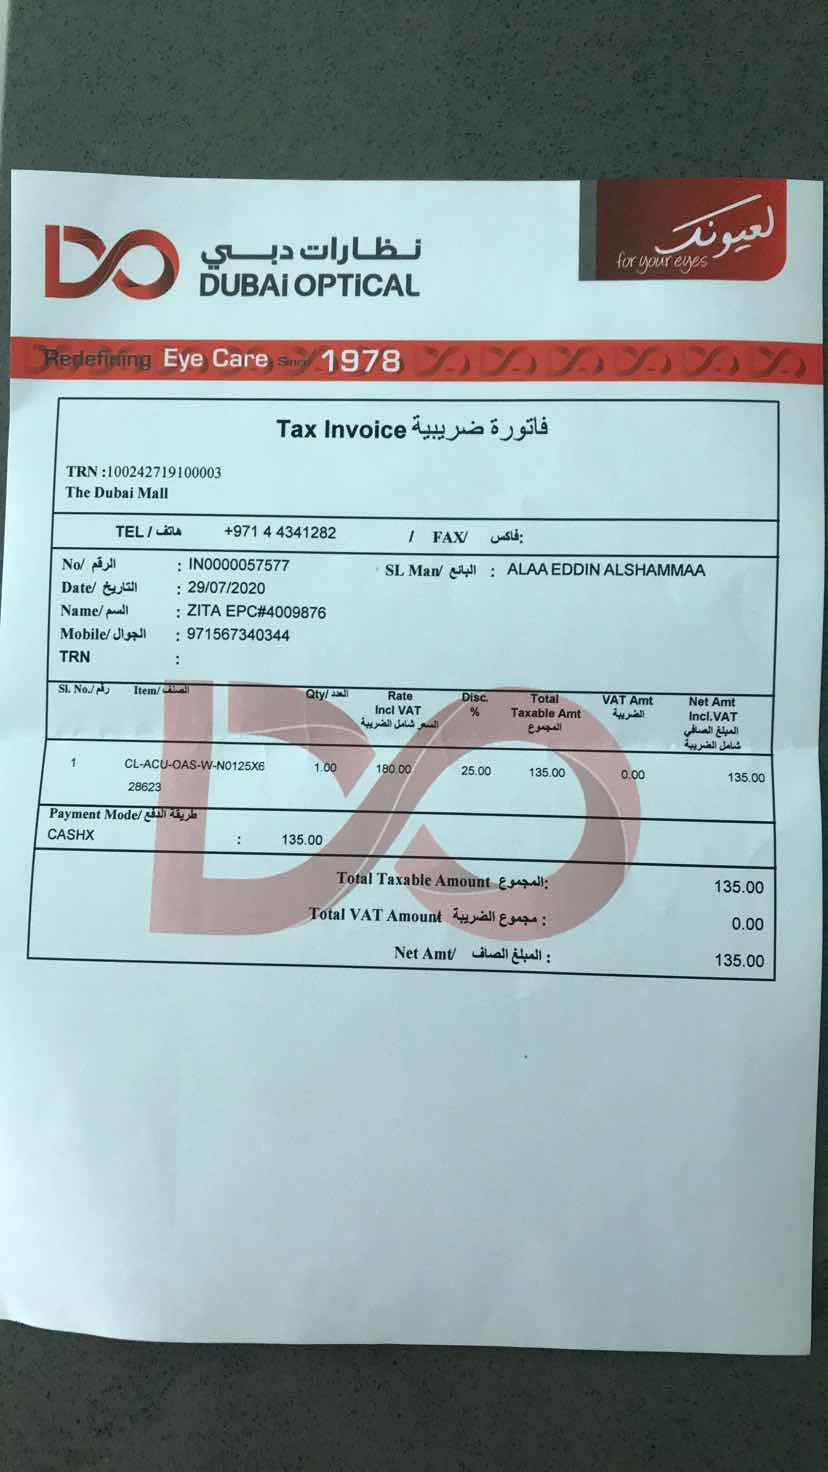 نظارات دبي
DUBAi OPTiCAL
لعيونك
for your eyes
Redefining Eye Care Since 1978
Tax Invoice فاتورة ضريبية
TRN :100242719100003
The Dubai Mall
TEL / هاتف +971 4 4341282 / FAX/ فاكس:
No/ الرقم : IN0000057577 SL Man/ البائع : ALAA EDDIN ALSHAMMAA
Date/ التاريخ : 29/07/2020
Name/ السم : ZITA EPC#4009876
Mobile/ الجوال : 971567340344
TRN :
Sl. No./رقم Item/الصنف Qty/العدد Rate Disc. Total VAT Amt Net Amt
Incl VAT % Taxable Amt الضريبة Incl.VAT
السعر شامل الضريبة المجموع المبلغ الصافي
شامل الضريبة
1 CL-ACU-OAS-W-N0125X6 1.00 180.00 25.00 135.00 0.00 135.00
28623
Payment Mode/طريقة الدفع
CASHX : 135.00
Total Taxable Amount المجموع: 135.00
Total VAT Amount مجموع الضريبة : 0.00
Net Amt/ المبلغ الصاف : 135.00